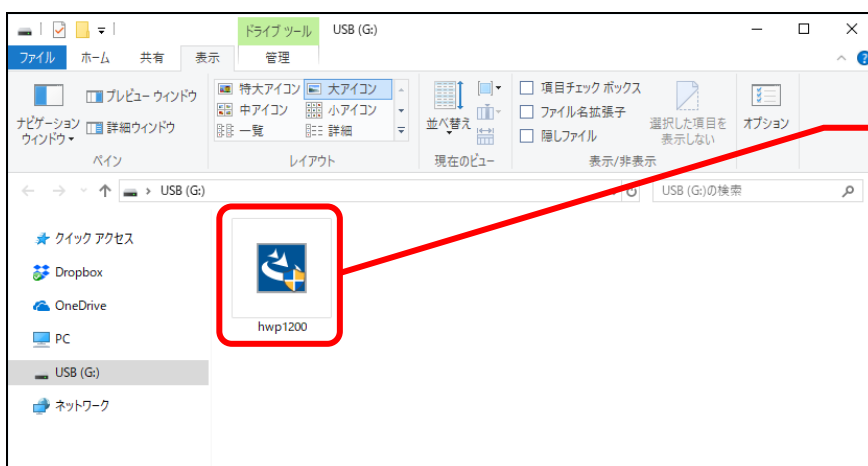 ドライブ ツール USB (G:)
ファイル ホーム 共有 表示 管理
ナビゲーション ウィンドウ
プレビュー ウィンドウ
詳細ウィンドウ
ペイン
特大アイコン 大アイコン
中アイコン 小アイコン
一覧 詳細
レイアウト
並べ替え
現在のビュー
項目チェック ボックス
ファイル名拡張子
隠しファイル
選択した項目を
表示しない
表示/非表示
オプション
USB (G:) USB (G:)の検索
クイック アクセス
Dropbox
OneDrive
PC
USB (G:)
ネットワーク
hwp1200